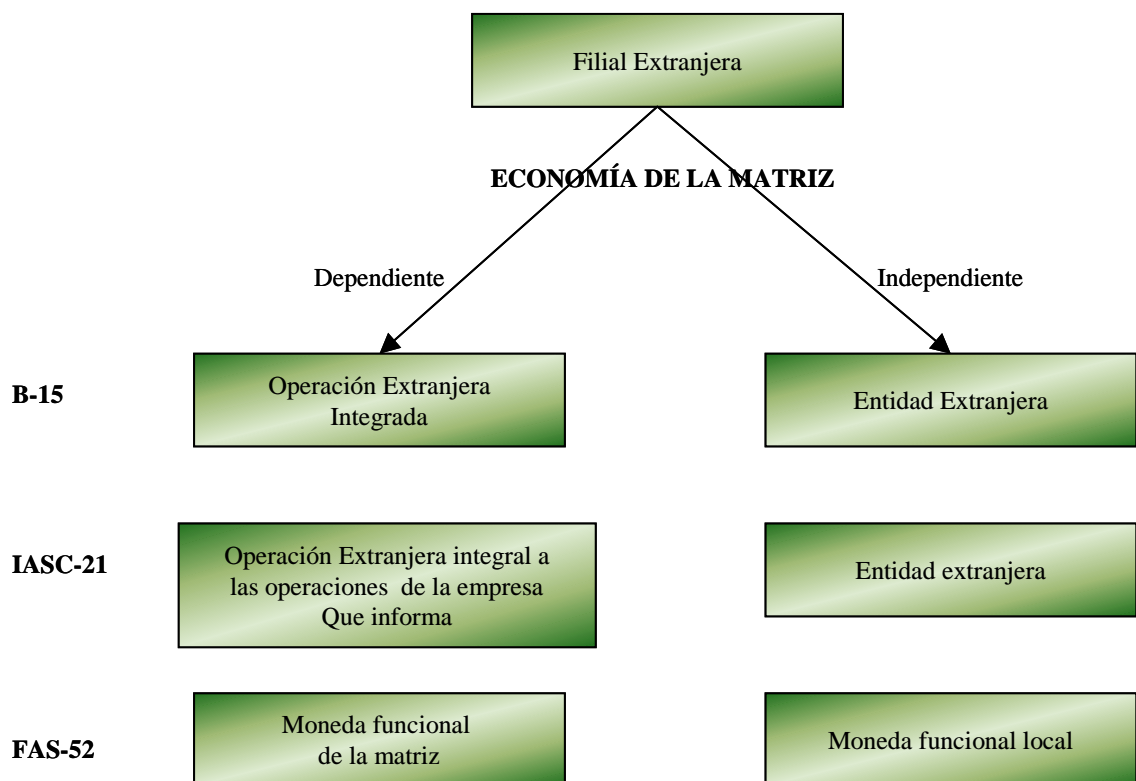 Filial Extranjera
ECONOMÍA DE LA MATRIZ
Dependiente
Independiente
B-15
Operación Extranjera
Integrada
Entidad Extranjera
IASC-21
Operación Extranjera integral a
las operaciones de la empresa
Que informa
Entidad extranjera
FAS-52
Moneda funcional
de la matriz
Moneda funcional local